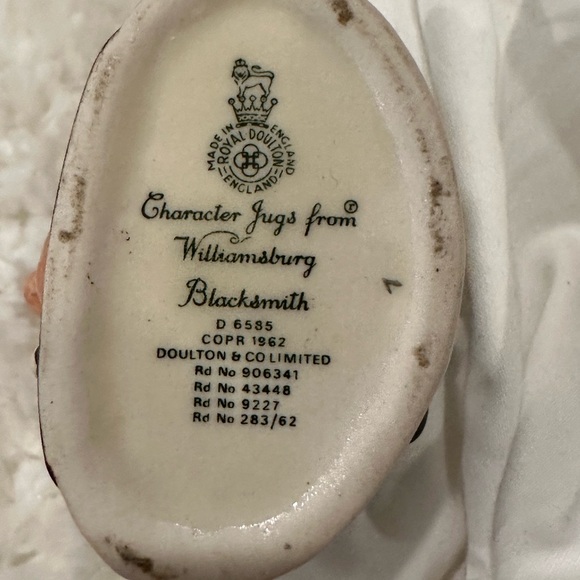 MADE IN ENGLAND
ROYAL DOULTON
ENGLAND
Character Jugs from ®
Williamsburg
Blacksmith
D 6585
COPR 1962
DOULTON & CO LIMITED
Rd No 906341
Rd No 43448
Rd No 9227
Rd No 283/62